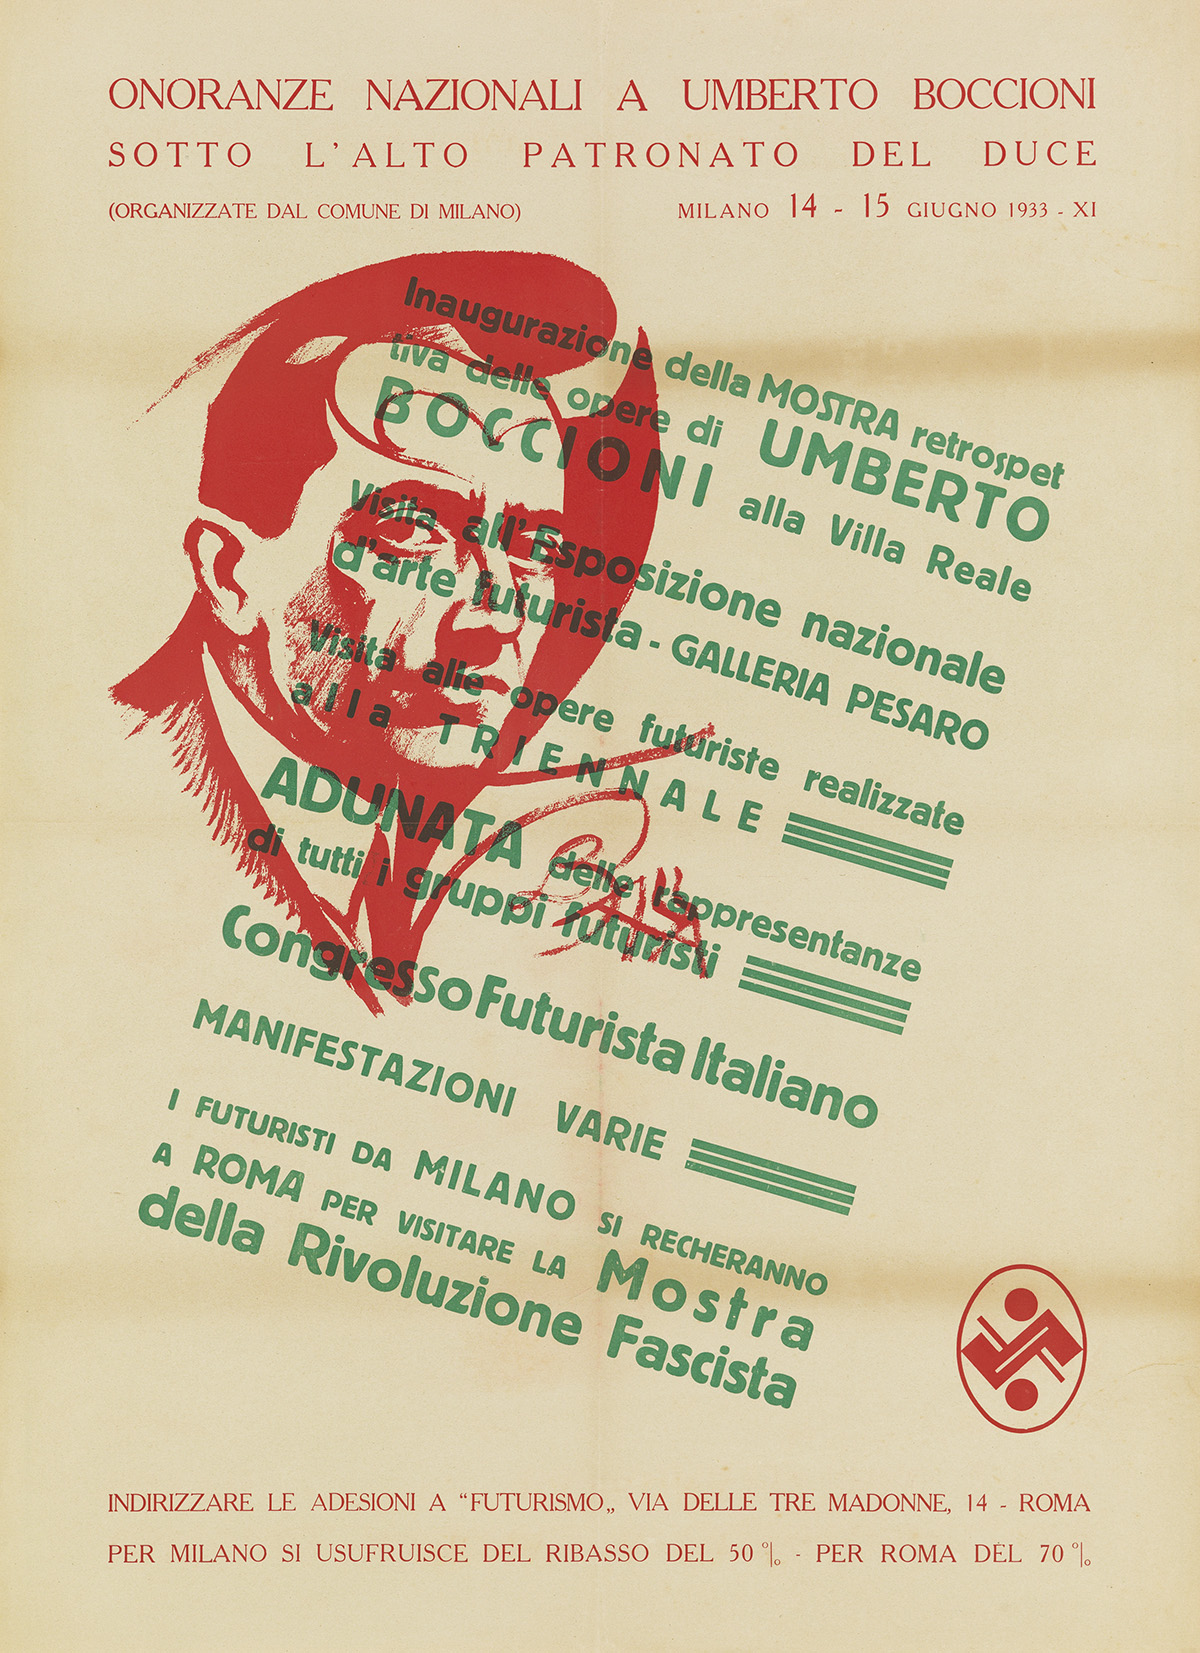 ONORANZE NAZIONALI A UMBERTO BOCCIONI
SOTTO L'ALTO PATRONATO DEL DUCE
(ORGANIZZATE DAL COMUNE DI MILANO) MILANO 14 - 15 GIUGNO 1933 - XI
Inaugurazione della MOSTRA retrospet
tiva delle opere di UMBERTO
BOCCIONI alla Villa Reale
Visita all'Esposizione nazionale
d'arte futurista - GALLERIA PESARO
Visita alle opere futuriste realizzate
alla TRIENNALE
ADUNATA delle rappresentanze
di tutti i gruppi futuristi
BALLA
Congresso Futurista Italiano
MANIFESTAZIONI VARIE
I FUTURISTI DA MILANO SI RECHERANNO
A ROMA PER VISITARE LA Mostra
della Rivoluzione Fascista
INDIRIZZARE LE ADESIONI A “FUTURISMO„ VIA DELLE TRE MADONNE, 14 - ROMA
PER MILANO SI USUFRUISCE DEL RIBASSO DEL 50 % - PER ROMA DEL 70 %